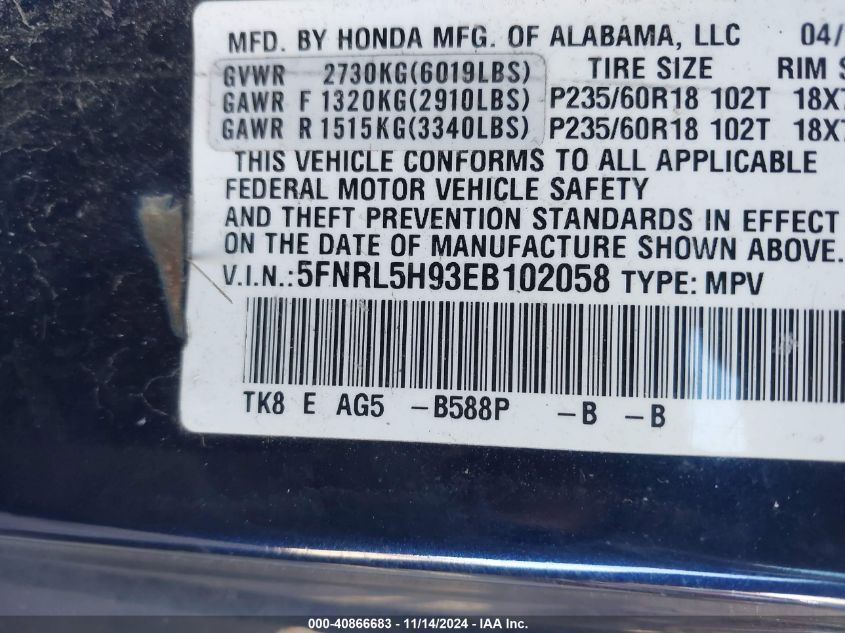 MFD. BY HONDA MFG. OF ALABAMA, LLC 04/
GVWR 2730KG(6019LBS) TIRE SIZE RIM S
GAWR F 1320KG(2910LBS) P235/60R18 102T 18X7
GAWR R 1515KG(3340LBS) P235/60R18 102T 18X7
THIS VEHICLE CONFORMS TO ALL APPLICABLE
FEDERAL MOTOR VEHICLE SAFETY
AND THEFT PREVENTION STANDARDS IN EFFECT
ON THE DATE OF MANUFACTURE SHOWN ABOVE.
V.I.N.: 5FNRL5H93EB102058 TYPE: MPV
TK8 E AG5 -B588P -B -B
000-40866683 - 11/14/2024 - IAA Inc.